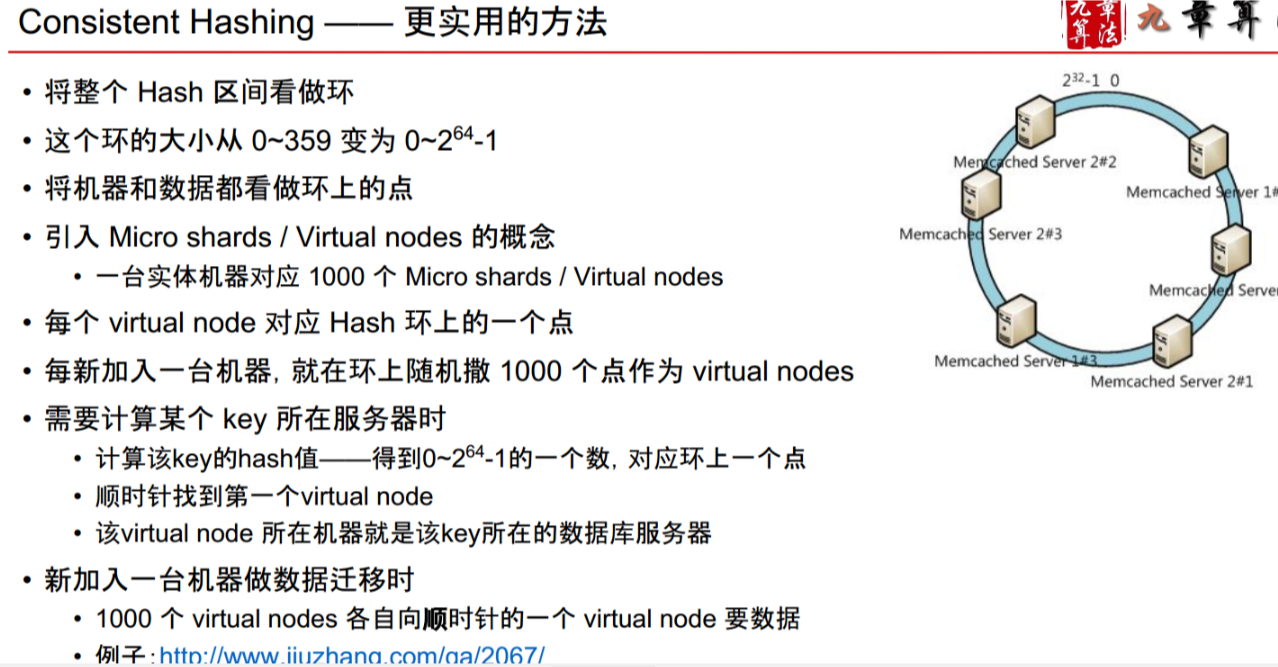 Consistent Hashing —— 更实用的方法
九章算法
九章算
• 将整个 Hash 区间看做环
• 这个环的大小从 0~359 变为 0~2^64-1
• 将机器和数据都看做环上的点
• 引入 Micro shards / Virtual nodes 的概念
• 一台实体机器对应 1000 个 Micro shards / Virtual nodes
• 每个 virtual node 对应 Hash 环上的一个点
• 每新加入一台机器, 就在环上随机撒 1000 个点作为 virtual nodes
• 需要计算某个 key 所在服务器时
• 计算该key的hash值——得到0~2^64-1的一个数, 对应环上一个点
• 顺时针找到第一个virtual node
• 该virtual node 所在机器就是该key所在的数据库服务器
• 新加入一台机器做数据迁移时
• 1000 个 virtual nodes 各自向顺时针的一个 virtual node 要数据
• 例子:http://www.jiuzhang.com/qa/2067/
2^32-1 0
Memcached Server 2#2
Memcached Server 1#
Memcached Server 2#3
Memcached Server
Memcached Server 1#3
Memcached Server 2#1